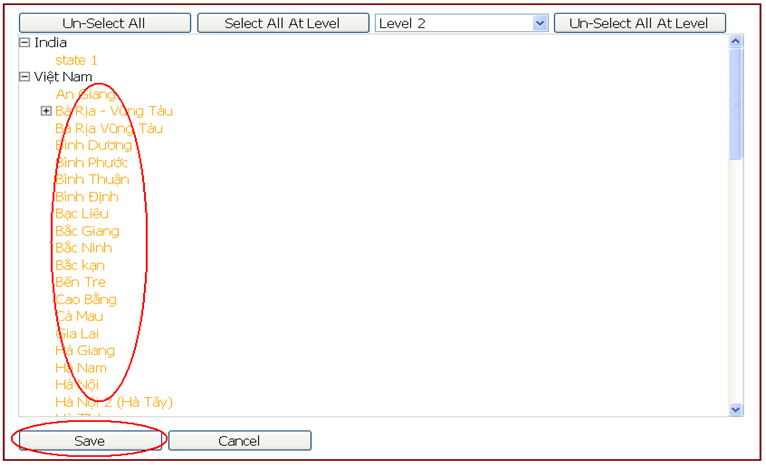 Un-Select All Select All At Level Level 2 Un-Select All At Level
India
state 1
Việt Nam
An Giang
Bà Rịa - Vũng Tàu
Bà Rịa Vũng Tàu
Bình Dương
Bình Phước
Bình Thuận
Bình Định
Bạc Liêu
Bắc Giang
Bắc Ninh
Bắc kạn
Bến Tre
Cao Bằng
Cà Mau
Gia Lai
Hà Giang
Hà Nam
Hà Nội
Hà Nội 2 (Hà Tây)
Save Cancel